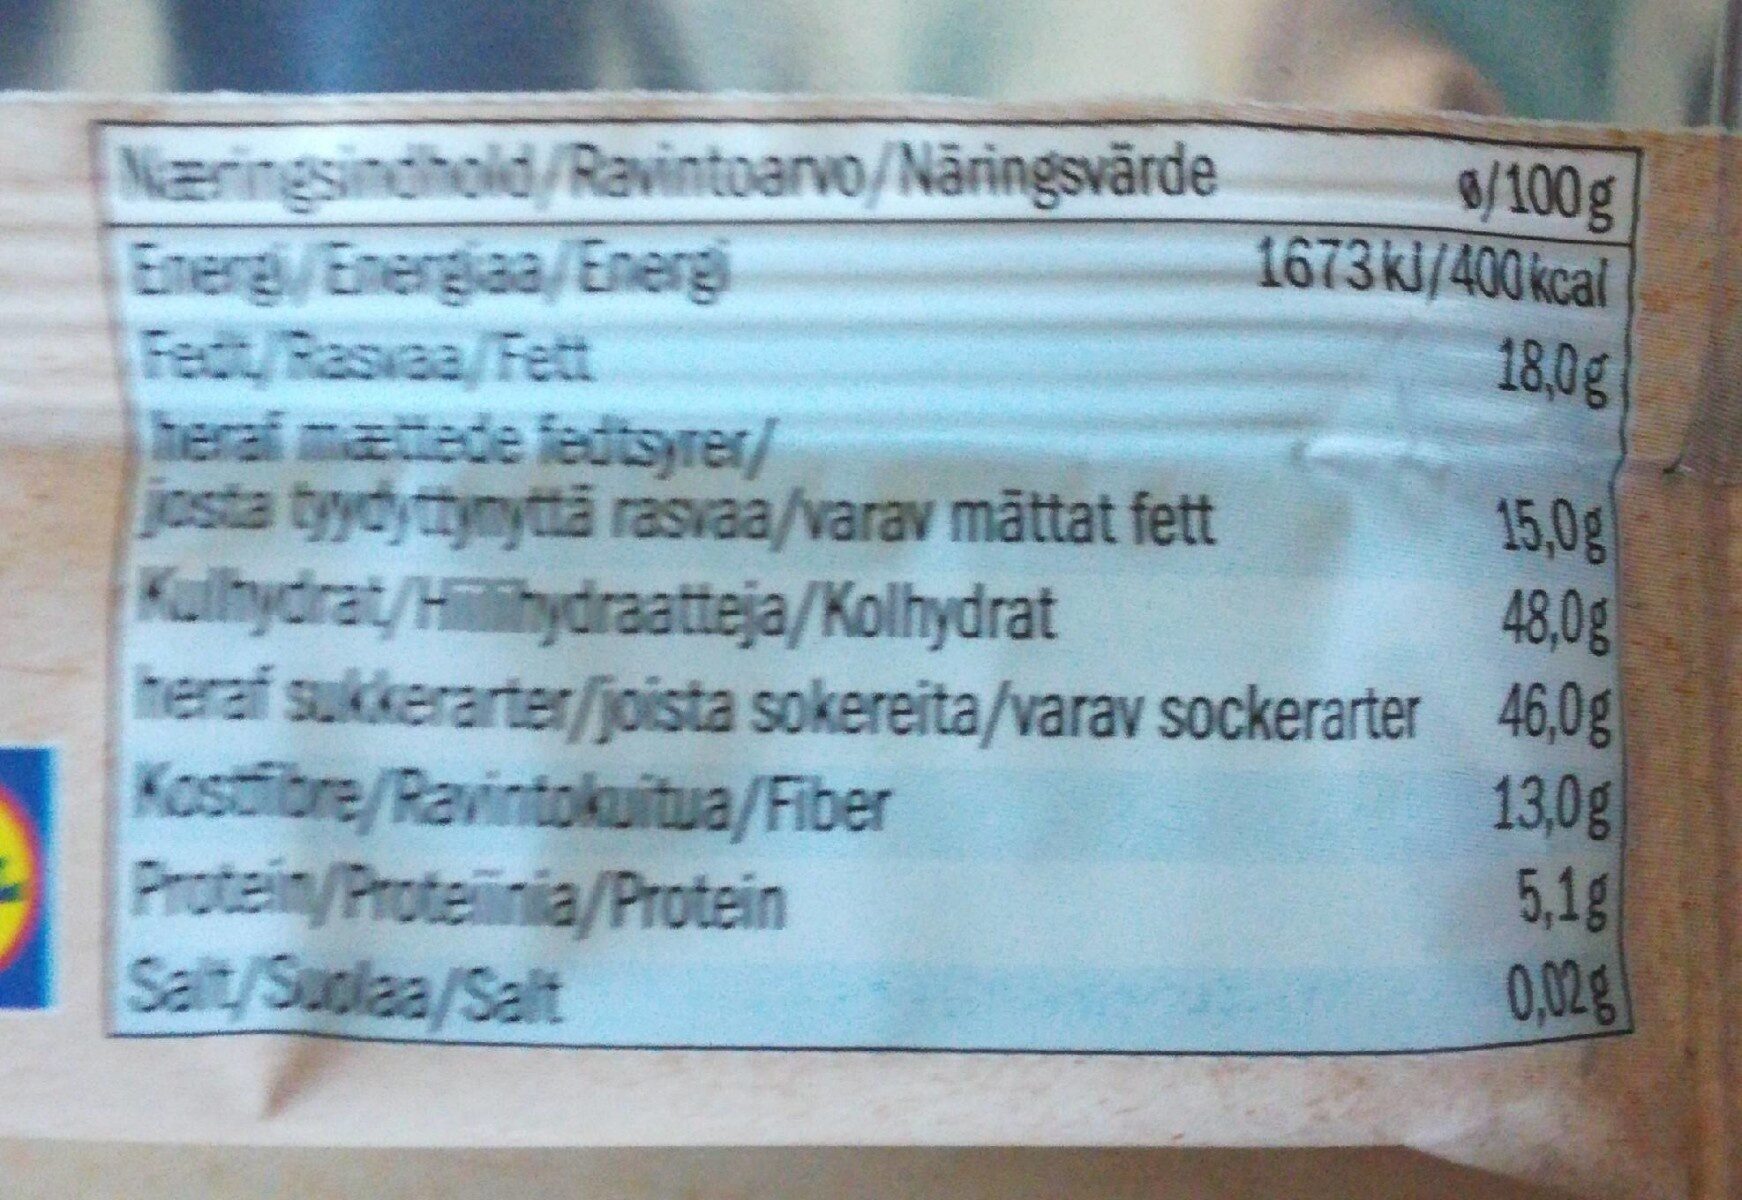 Næringsindhold/Ravintoarvo/Näringsvärde ø/100g
Energi/Energiaa/Energi 1673kJ/400kcal
Fedt/Rasvaa/Fett 18,0g
heraf mættede fedtsyrer/
josta tyydyttynyttä rasvaa/varav mättat fett 15,0g
Kulhydrat/Hiilihydraatteja/Kolhydrat 48,0g
heraf sukkerarter/joista sokereita/varav sockerarter 46,0g
Kostfibre/Ravintokuitua/Fiber 13,0g
Protein/Proteiinia/Protein 5,1g
Salt/Suolaa/Salt 0,02g